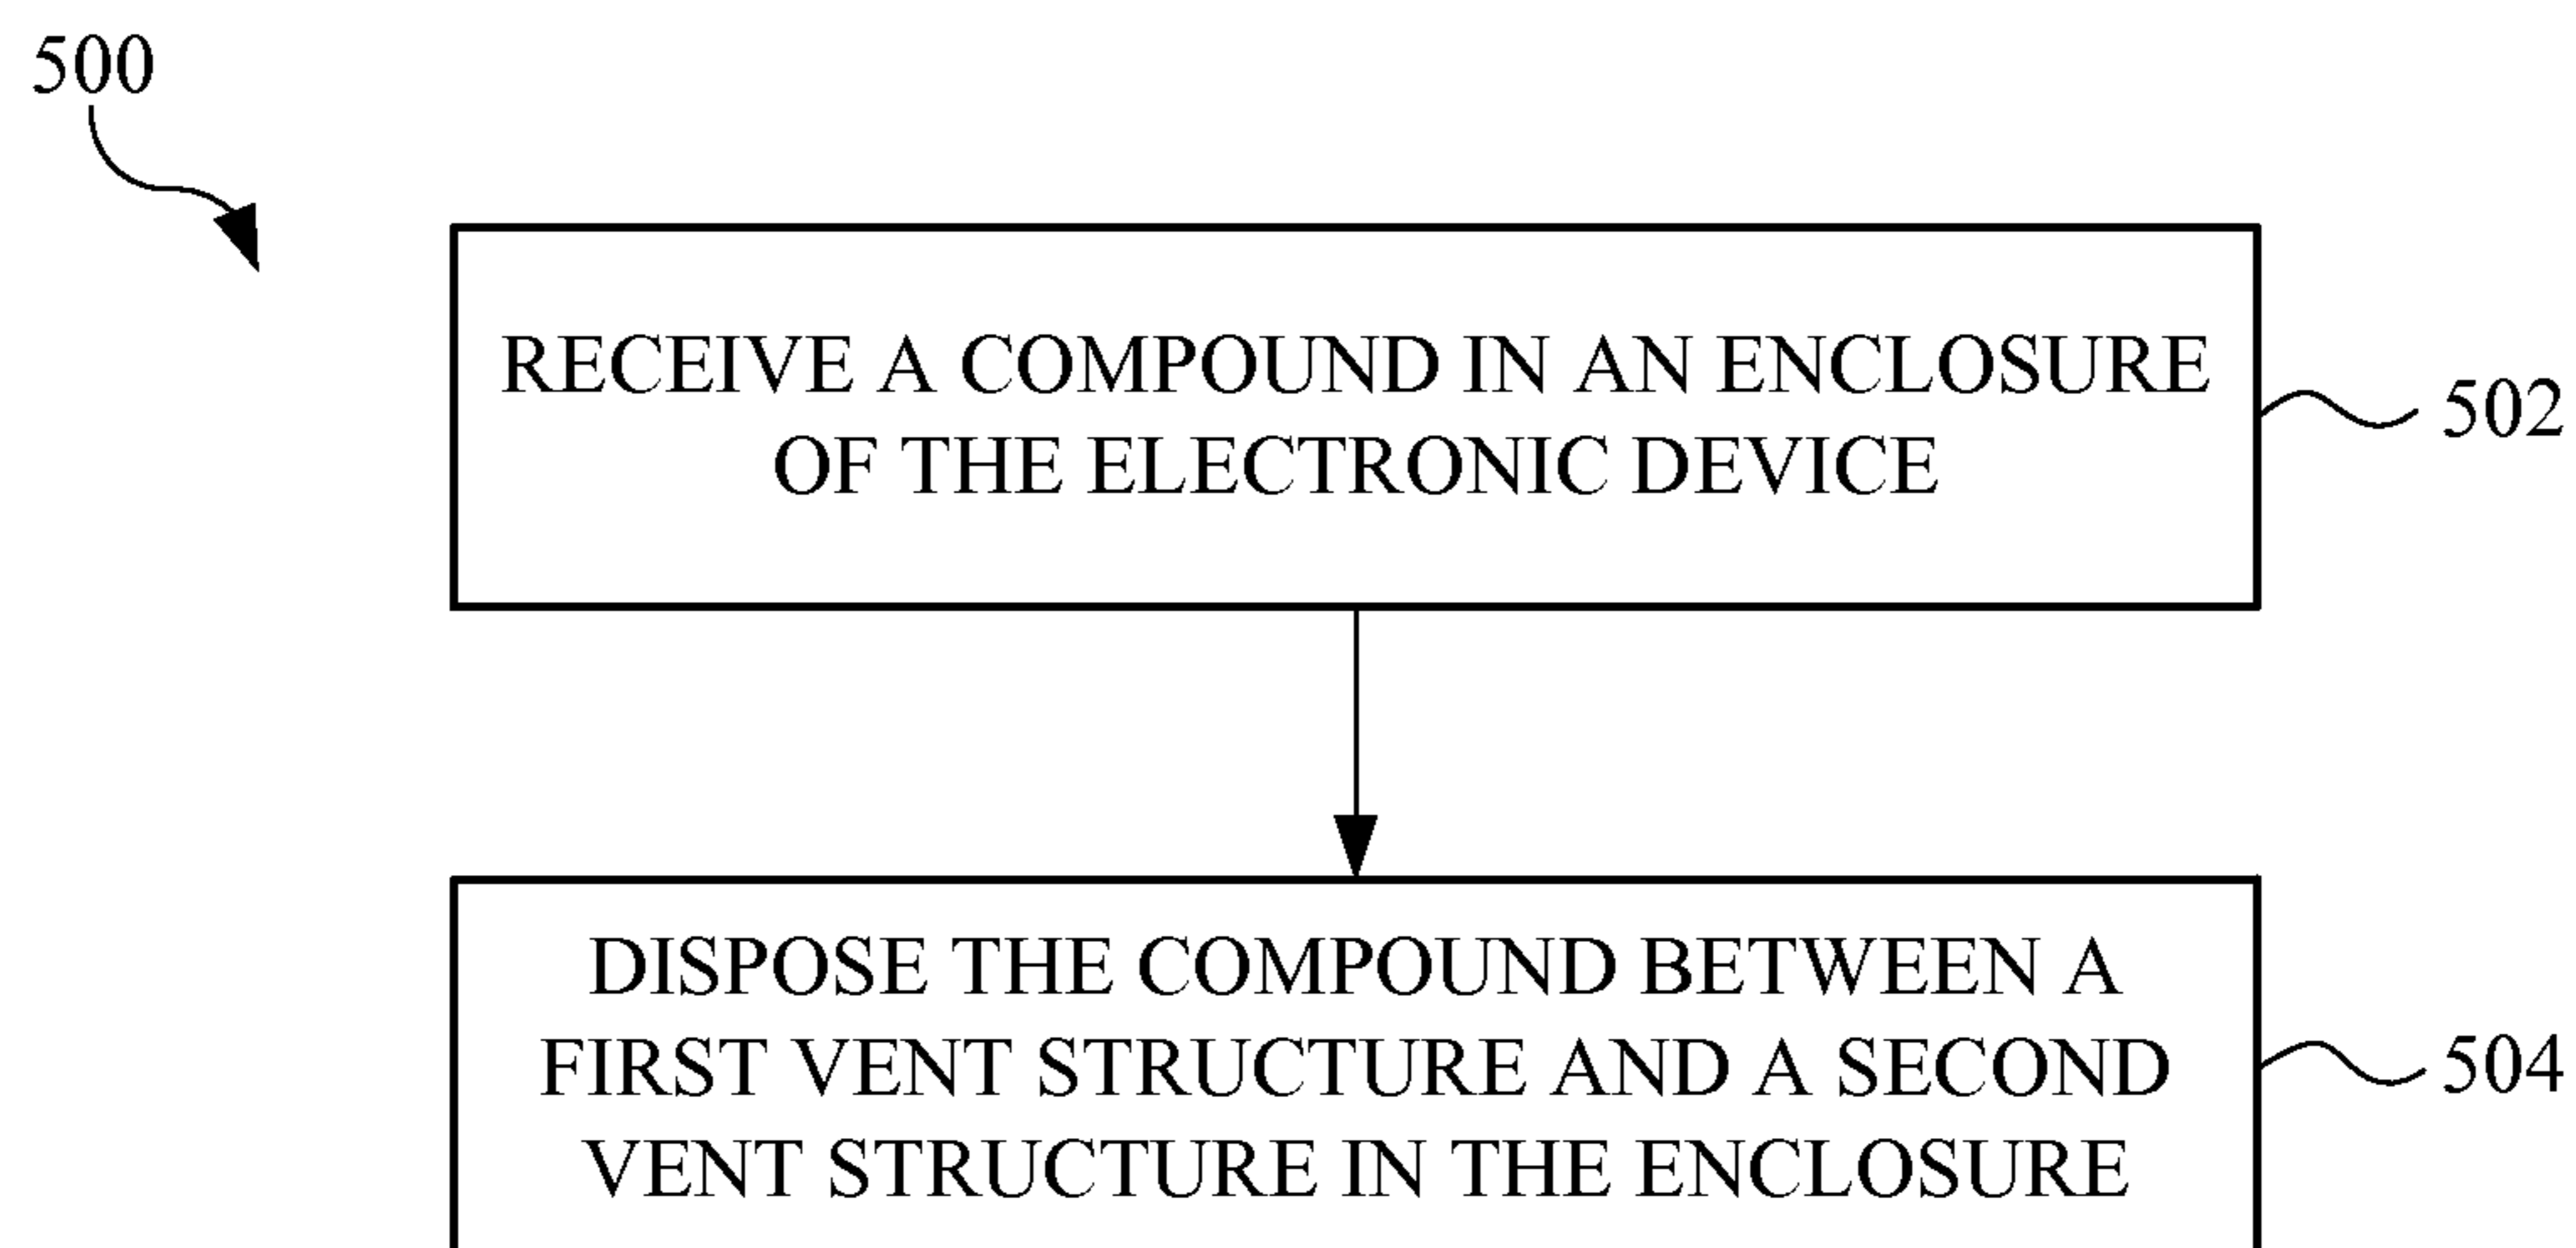 500
RECEIVE A COMPOUND IN AN ENCLOSURE
OF THE ELECTRONIC DEVICE
502
DISPOSE THE COMPOUND BETWEEN A
FIRST VENT STRUCTURE AND A SECOND
VENT STRUCTURE IN THE ENCLOSURE
504